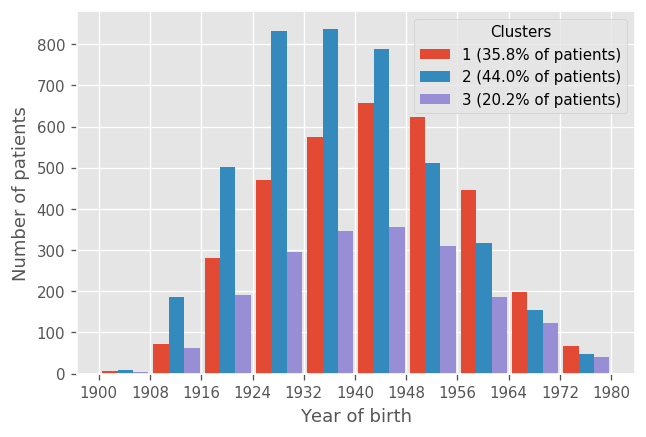 Clusters
1 (35.8% of patients)
2 (44.0% of patients)
3 (20.2% of patients)
Number of patients
800
700
600
500
400
300
200
100
0
1900 1908 1916 1924 1932 1940 1948 1956 1964 1972 1980
Year of birth